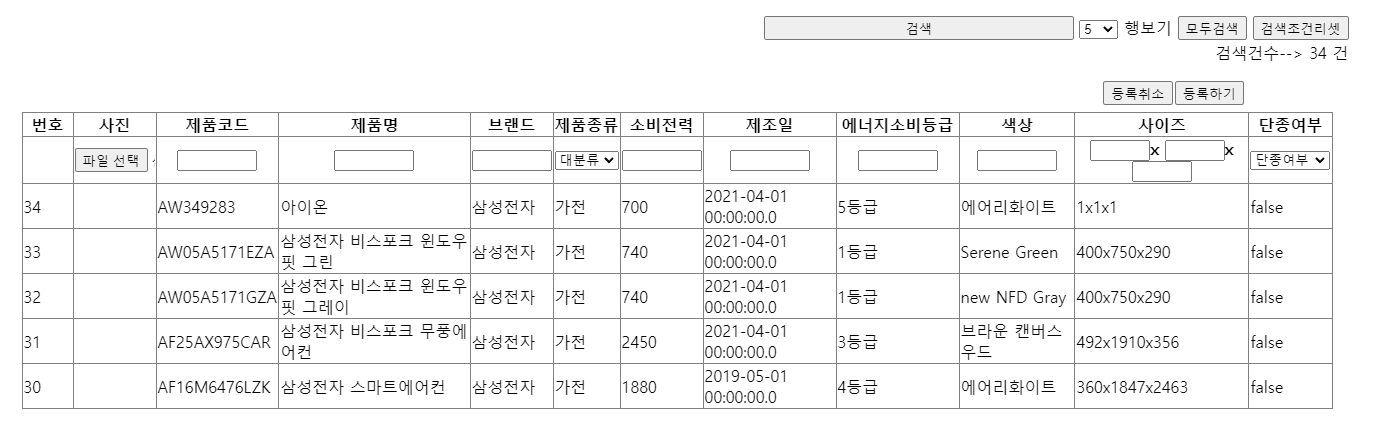 검색 5 행보기 모두검색 검색조건리셋
검색건수--> 34 건
등록취소 등록하기
번호 사진 제품코드 제품명 브랜드 제품종류 소비전력 제조일 에너지소비등급 색상 사이즈 단종여부
파일 선택 대분류 x x 단종여부
34 AW349283 아이온 삼성전자 가전 700 2021-04-01 00:00:00.0 5등급 에어리화이트 1x1x1 false
33 AW05A5171EZA 삼성전자 비스포크 윈도우핏 그린 삼성전자 가전 740 2021-04-01 00:00:00.0 1등급 Serene Green 400x750x290 false
32 AW05A5171GZA 삼성전자 비스포크 윈도우핏 그레이 삼성전자 가전 740 2021-04-01 00:00:00.0 1등급 new NFD Gray 400x750x290 false
31 AF25AX975CAR 삼성전자 비스포크 무풍에어컨 삼성전자 가전 2450 2021-04-01 00:00:00.0 3등급 브라운 캔버스 우드 492x1910x356 false
30 AF16M6476LZK 삼성전자 스마트에어컨 삼성전자 가전 1880 2019-05-01 00:00:00.0 4등급 에어리화이트 360x1847x2463 false